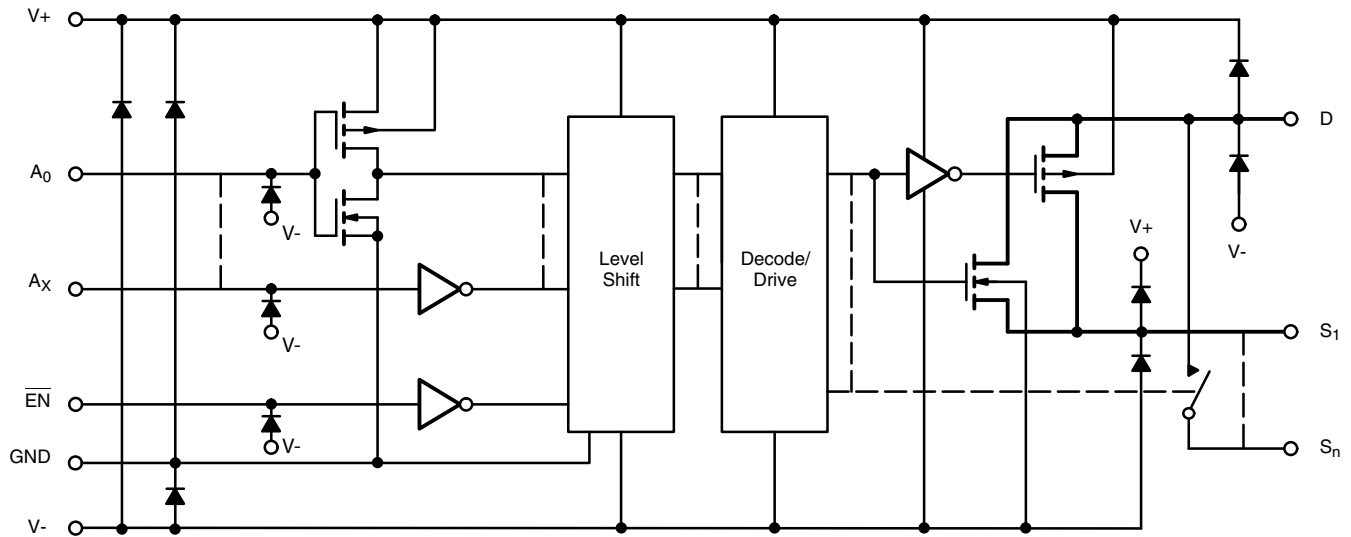 V+
A0
V-
AX
V-
EN
V-
GND
V-
Level
Shift
Decode/
Drive
D
V-
V+
S1
Sn